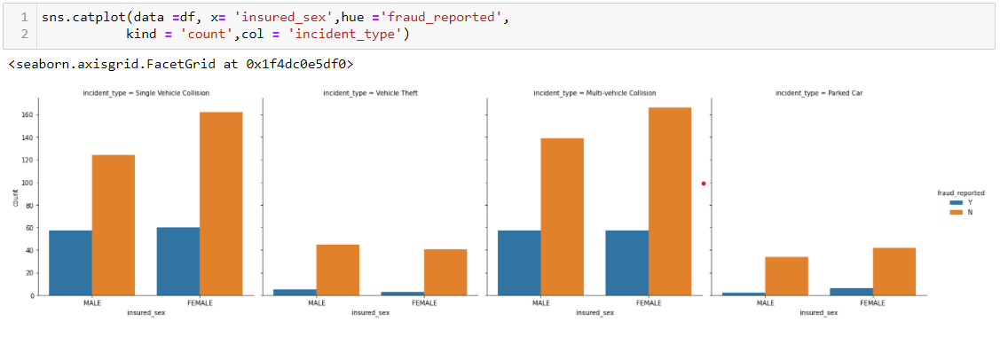 1 sns.catplot(data =df, x= 'insured_sex',hue ='fraud_reported',
2 kind = 'count',col = 'incident_type')
<seaborn.axisgrid.FacetGrid at 0x1f4dc0e5df0>
incident_type = Single Vehicle Collision
incident_type = Vehicle Theft
incident_type = Multi-vehicle Collision
incident_type = Parked Car
160
140
120
100
80
60
40
20
0
count
MALE FEMALE
insured_sex
MALE FEMALE
insured_sex
MALE FEMALE
insured_sex
MALE FEMALE
insured_sex
fraud_reported
Y
N